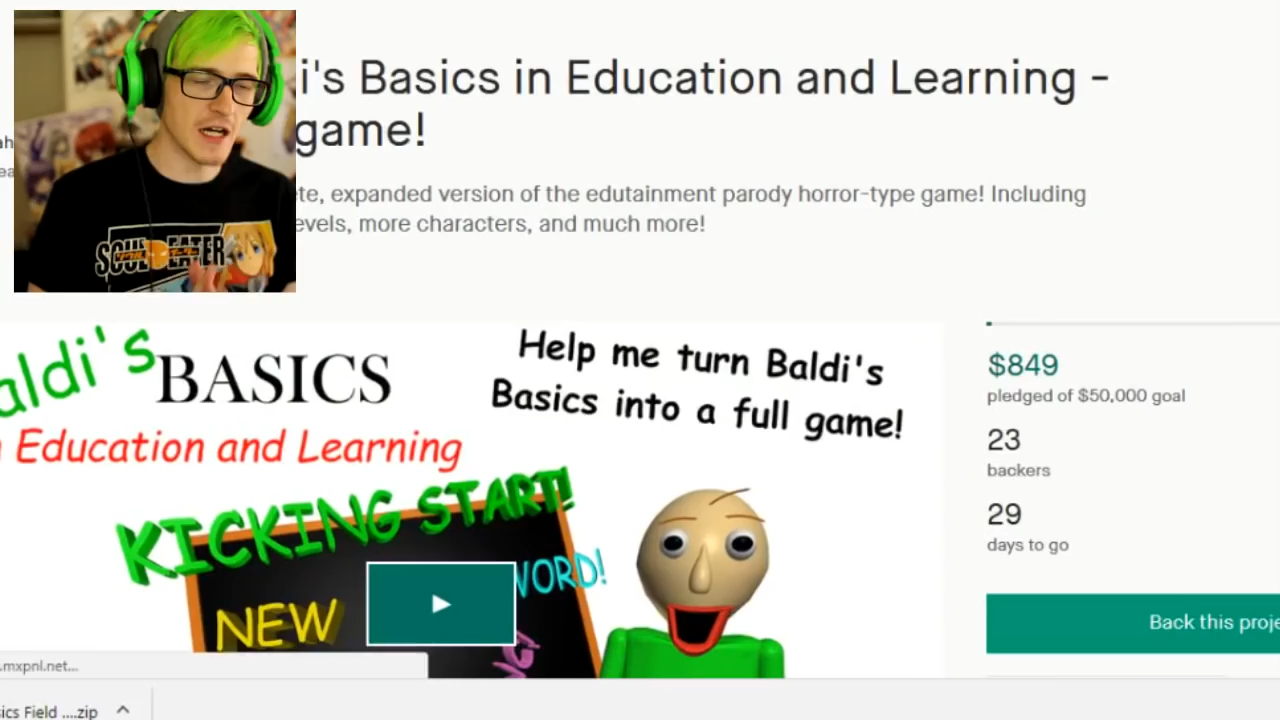 i's Basics in Education and Learning -
game!
ete, expanded version of the edutainment parody horror-type game! Including
evels, more characters, and much more!
SOUL EATER
aldi's BASICS
Education and Learning
Help me turn Baldi's
Basics into a full game!
KICKING START!
NEW
WORD!
$849
pledged of $50,000 goal
23
backers
29
days to go
Back this proje
.mxpnl.net...
sics Field ....zip